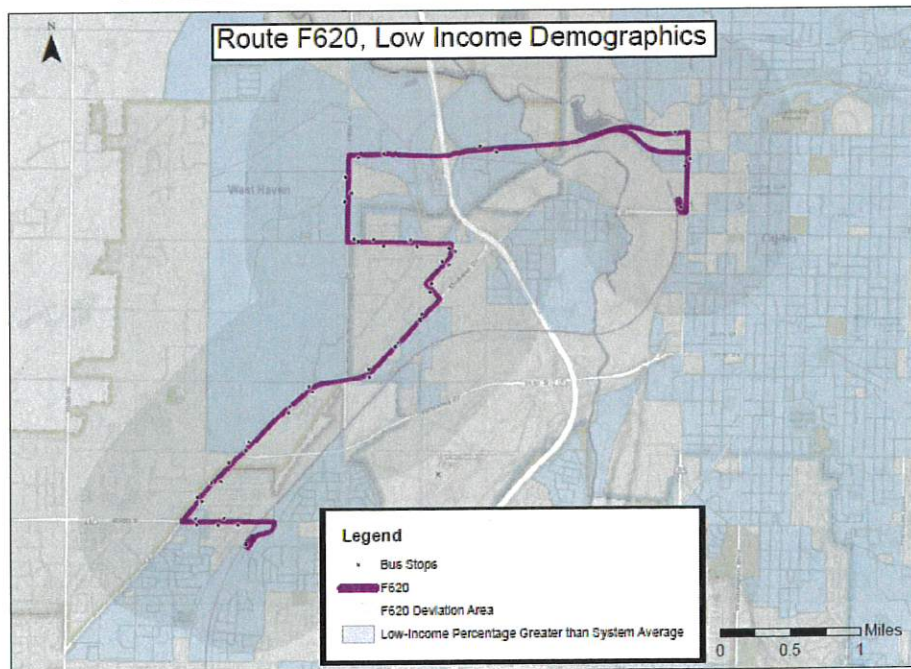 N
Route F620, Low Income Demographics
West Haven
Ogden
Legend
Bus Stops
F620
F620 Deviation Area
Low-Income Percentage Greater than System Average
0 0.5 1 Miles